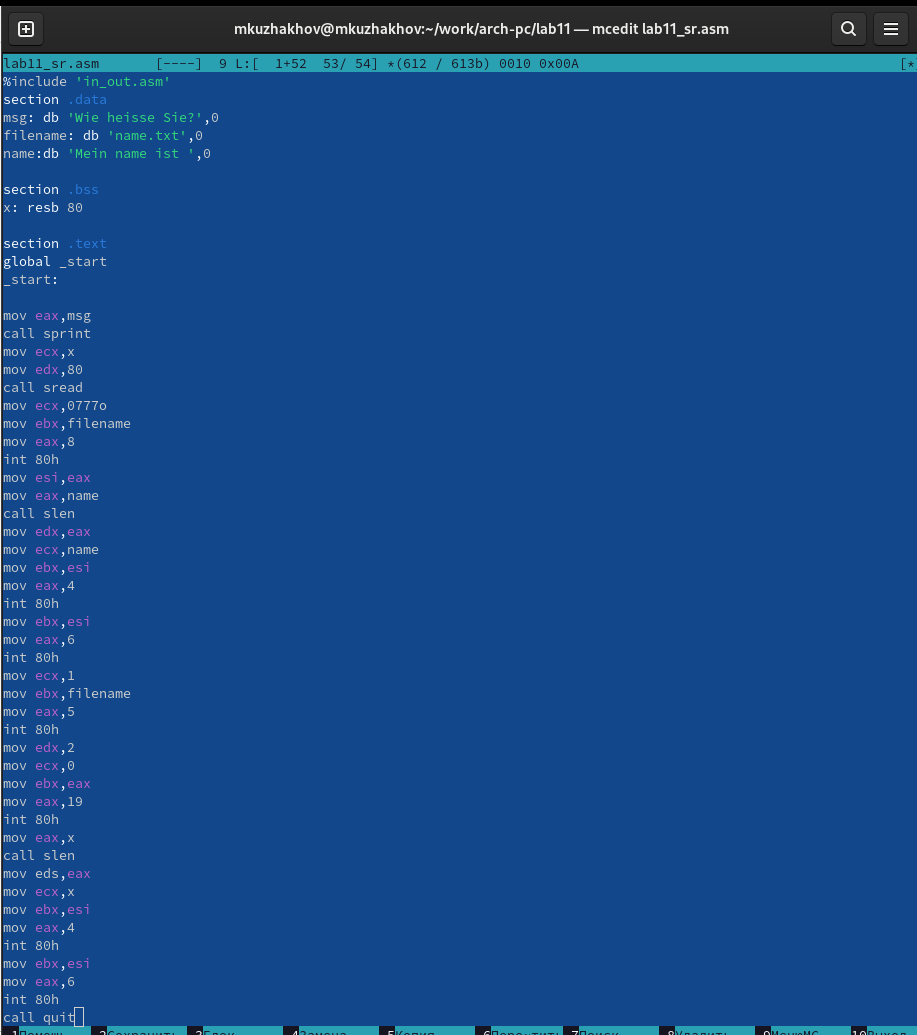 mkuzhakhov@mkuzhakhov:~/work/arch-pc/lab11 — mcedit lab11_sr.asm
lab11_sr.asm [----] 9 L:[ 1+52 53/ 54] *(612 / 613b) 0010 0x00A [*
%include 'in_out.asm'
section .data
msg: db 'Wie heisse Sie?',0
filename: db 'name.txt',0
name:db 'Mein name ist ',0
section .bss
x: resb 80
section .text
global _start
_start:
mov eax,msg
call sprint
mov ecx,x
mov edx,80
call sread
mov ecx,0777o
mov ebx,filename
mov eax,8
int 80h
mov esi,eax
mov eax,name
call slen
mov edx,eax
mov ecx,name
mov ebx,esi
mov eax,4
int 80h
mov ebx,esi
mov eax,6
int 80h
mov ecx,1
mov ebx,filename
mov eax,5
int 80h
mov edx,2
mov ecx,0
mov ebx,eax
mov eax,19
int 80h
mov eax,x
call slen
mov eds,eax
mov ecx,x
mov ebx,esi
mov eax,4
int 80h
mov ebx,esi
mov eax,6
int 80h
call quit